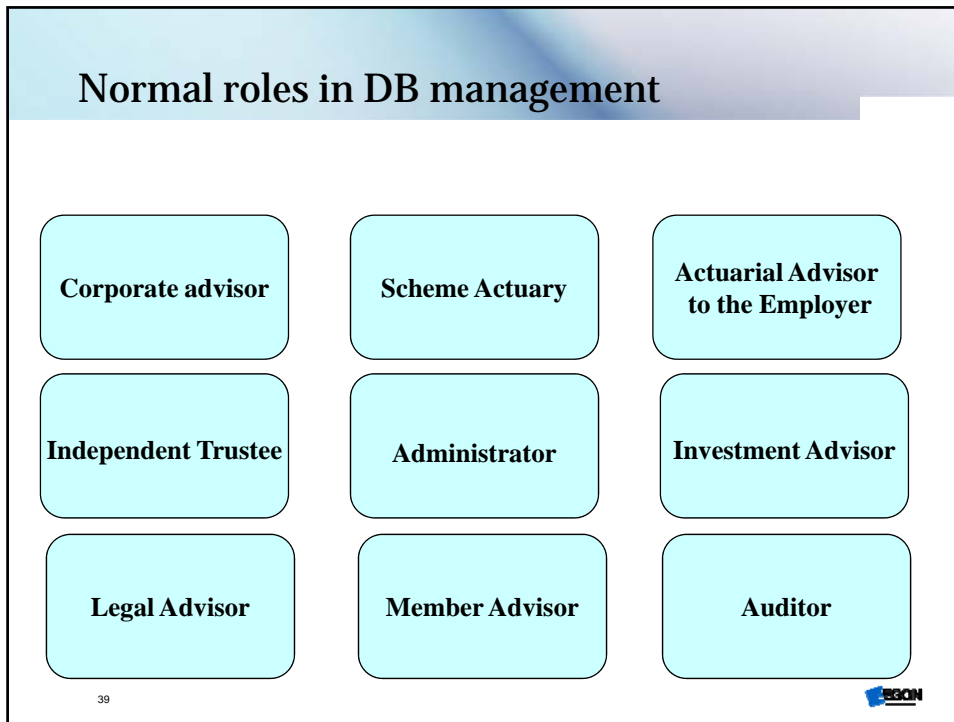 Normal roles in DB management
Corporate advisor
Scheme Actuary
Actuarial Advisor
to the Employer
Independent Trustee
Administrator
Investment Advisor
Legal Advisor
Member Advisor
Auditor
39
AEGON